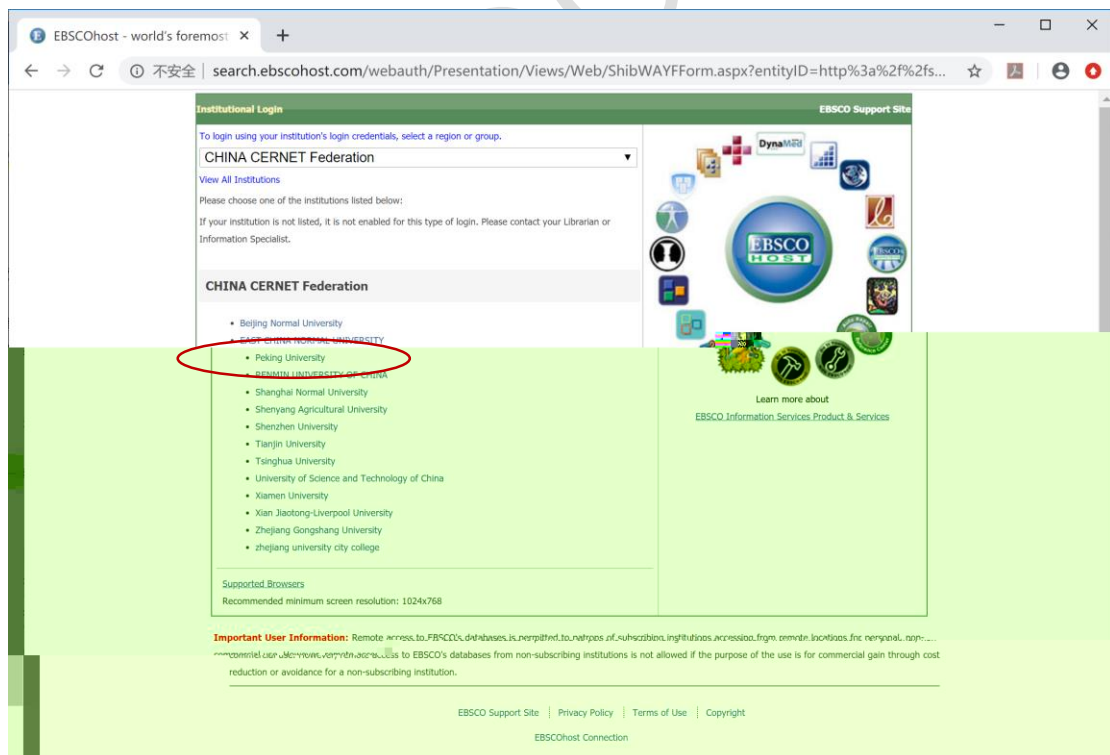 EBSCOhost - world's foremost
不安全 search.ebscohost.com/webauth/Presentation/Views/Web/ShibWAYFForm.aspx?entityID=http%3a%2f%2fs...
Institutional Login
EBSCO Support Site
To login using your institution's login credentials, select a region or group.
CHINA CERNET Federation
View All Institutions
Please choose one of the institutions listed below:
If your institution is not listed, it is not enabled for this type of login. Please contact your Librarian or
Information Specialist.
CHINA CERNET Federation
Beijing Normal University
EAST CHINA NORMAL UNIVERSITY
Peking University
RENMIN UNIVERSITY OF CHINA
Shanghai Normal University
Shenyang Agricultural University
Shenzhen University
Tianjin University
Tsinghua University
University of Science and Technology of China
Xiamen University
Xian Jiaotong-Liverpool University
Zhejiang Gongshang University
zhejiang university city college
Supported Browsers
Recommended minimum screen resolution: 1024x768
DynaMed
EBSCO
HOST
Learn more about
EBSCO Information Services Product & Services
Important User Information: Remote access to EBSCO's databases is permitted to patrons of subscribing institutions accessing from remote locations for personal, non-
to EBSCO's databases from non-subscribing institutions is not allowed if the purpose of the use is for commercial gain through cost
reduction or avoidance for a non-subscribing institution.
EBSCO Support Site Privacy Policy Terms of Use Copyright
EBSCOhost Connection